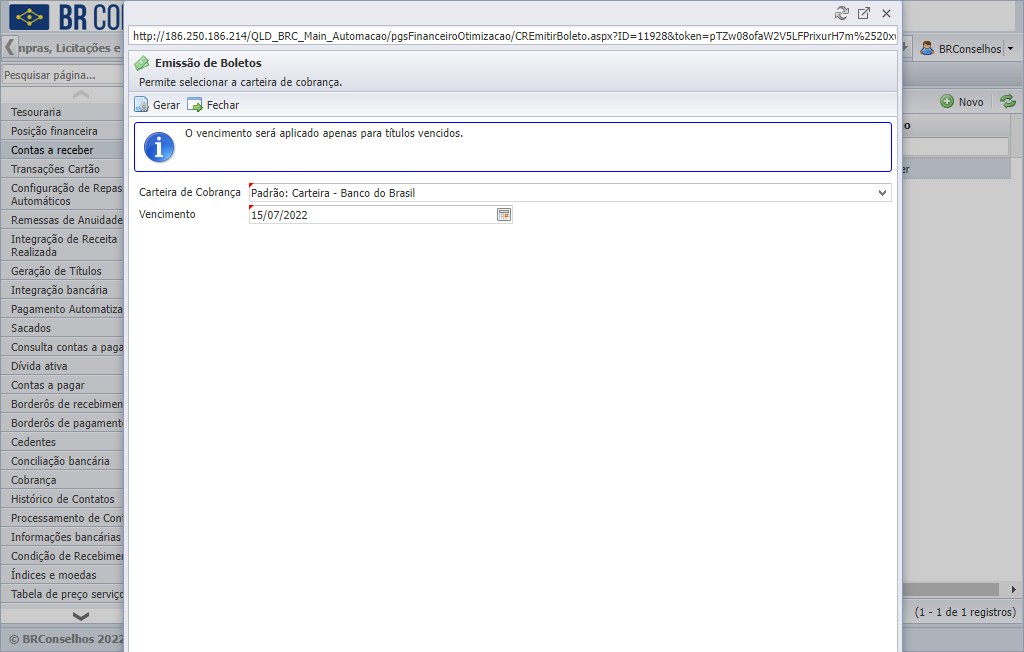 BR CO
mpras, Licitações e
Pesquisar página...
Tesouraria
Posição financeira
Contas a receber
Transações Cartão
Configuração de Repas
Automáticos
Remessas de Anuidade
Integração de Receita
Realizada
Geração de Títulos
Integração bancária
Pagamento Automatiza
Sacados
Consulta contas a paga
Dívida ativa
Contas a pagar
Borderôs de recebimen
Borderôs de pagament
Cedentes
Conciliação bancária
Cobrança
Histórico de Contatos
Processamento de Con
Informações bancárias
Condição de Recebimen
Índices e moedas
Tabela de preço serviço
© BRConselhos 2022
http://186.250.186.214/QLD_BRC_Main_Automacao/pgsFinanceiroOtimizacao/CREmitirBoleto.aspx?ID=11928&token=pTZw08ofaW2V5LFPrixurH7m%2520xv
Emissão de Boletos
Permite selecionar a carteira de cobrança.
Gerar Fechar
O vencimento será aplicado apenas para títulos vencidos.
Carteira de Cobrança Padrão: Carteira - Banco do Brasil
Vencimento 15/07/2022
BRConselhos
Novo
o
er
(1 - 1 de 1 registros)